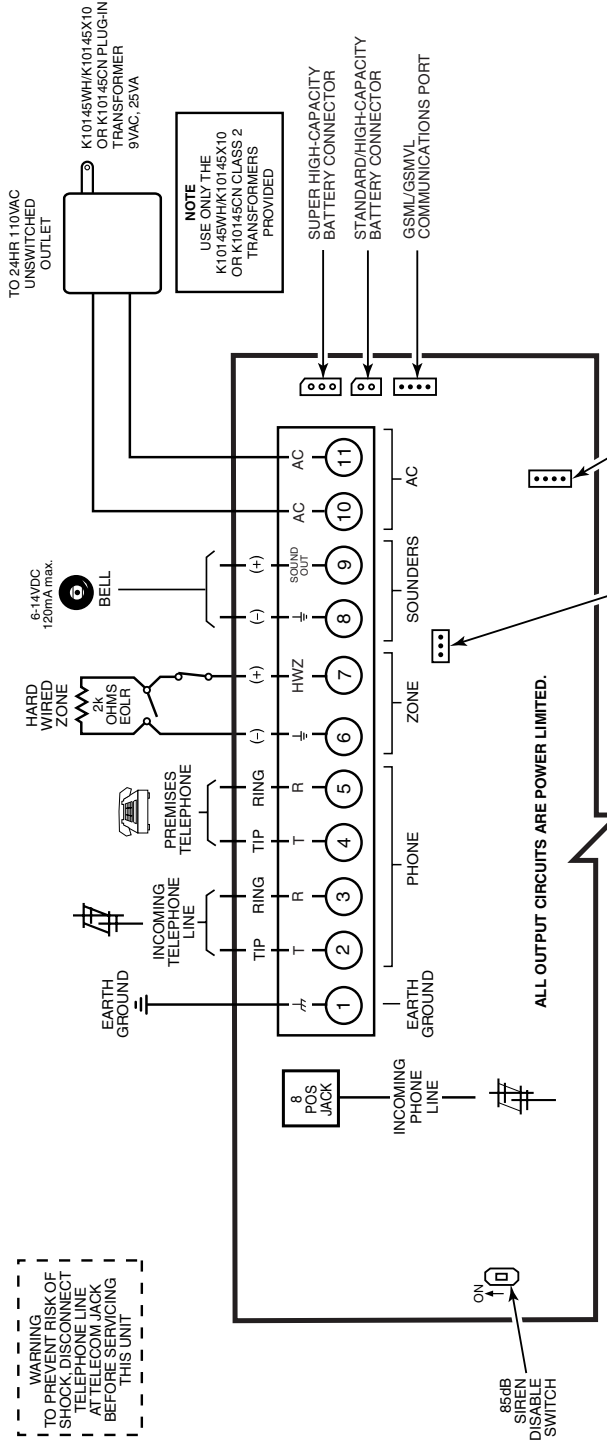 WARNING
TO PREVENT RISK OF
SHOCK, DISCONNECT
TELEPHONE LINE
AT TELECOM JACK
BEFORE SERVICING
THIS UNIT
EARTH
GROUND
INCOMING
TELEPHONE
LINE
PREMISES
TELEPHONE
HARD
WIRED
ZONE
2k
OHMS
EOLR
6-14VDC
120mA max.
BELL
TO 24HR 110VAC
UNSWITCHED
OUTLET
K10145WH/K10145X10
OR K10145CN PLUG-IN
TRANSFORMER
9VAC, 25VA
NOTE
USE ONLY THE
K10145WH/K10145X10
OR K10145CN CLASS 2
TRANSFORMERS
PROVIDED
TIP RING TIP RING (-) (+) (-) (+)
T R T R HWZ SOUND OUT AC AC
1 2 3 4 5 6 7 8 9 10 11
EARTH
GROUND
PHONE
ZONE
SOUNDERS
AC
8
POS
JACK
INCOMING
PHONE
LINE
SUPER HIGH-CAPACITY
BATTERY CONNECTOR
STANDARD/HIGH-CAPACITY
BATTERY CONNECTOR
GSML/GSMVL
COMMUNICATIONS PORT
ON
85dB
SIREN
DISABLE
SWITCH
ALL OUTPUT CIRCUITS ARE POWER LIMITED.